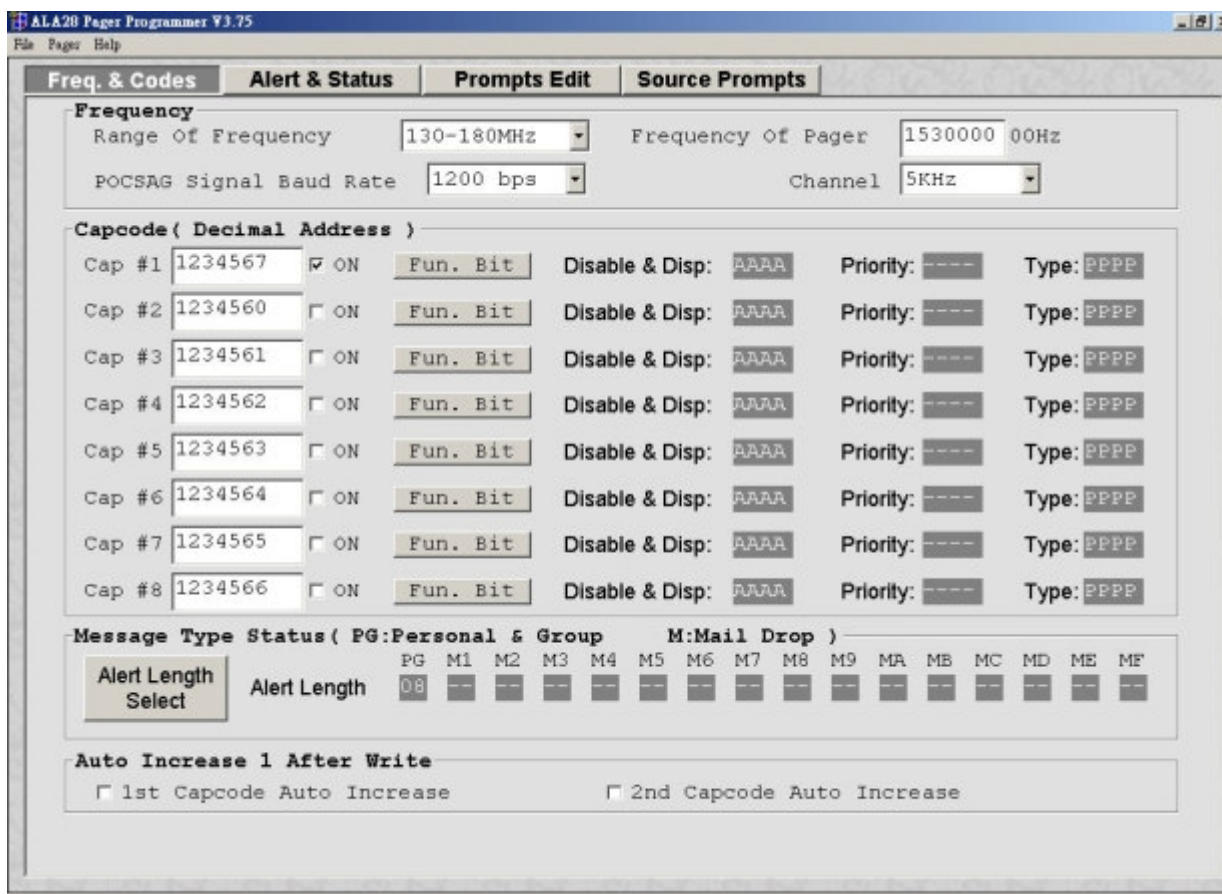 ALA28 Pager Programmer V3.75
File Pager Help
Freq. & Codes Alert & Status Prompts Edit Source Prompts
Frequency
Range Of Frequency 130-180MHz Frequency Of Pager 1530000 00Hz
POCSAG Signal Baud Rate 1200 bps Channel 5KHz
Capcode( Decimal Address )
Cap #1 1234567 ON Fun. Bit Disable & Disp: AAAA Priority: ---- Type: PPPP
Cap #2 1234560 ON Fun. Bit Disable & Disp: AAAA Priority: ---- Type: PPPP
Cap #3 1234561 ON Fun. Bit Disable & Disp: AAAA Priority: ---- Type: PPPP
Cap #4 1234562 ON Fun. Bit Disable & Disp: AAAA Priority: ---- Type: PPPP
Cap #5 1234563 ON Fun. Bit Disable & Disp: AAAA Priority: ---- Type: PPPP
Cap #6 1234564 ON Fun. Bit Disable & Disp: AAAA Priority: ---- Type: PPPP
Cap #7 1234565 ON Fun. Bit Disable & Disp: AAAA Priority: ---- Type: PPPP
Cap #8 1234566 ON Fun. Bit Disable & Disp: AAAA Priority: ---- Type: PPPP
Message Type Status( PG:Personal & Group M:Mail Drop )
PG M1 M2 M3 M4 M5 M6 M7 M8 M9 MA MB MC MD ME MF
Alert Length Select Alert Length 08 -- -- -- -- -- -- -- -- -- -- -- -- -- -- --
Auto Increase 1 After Write
1st Capcode Auto Increase 2nd Capcode Auto Increase